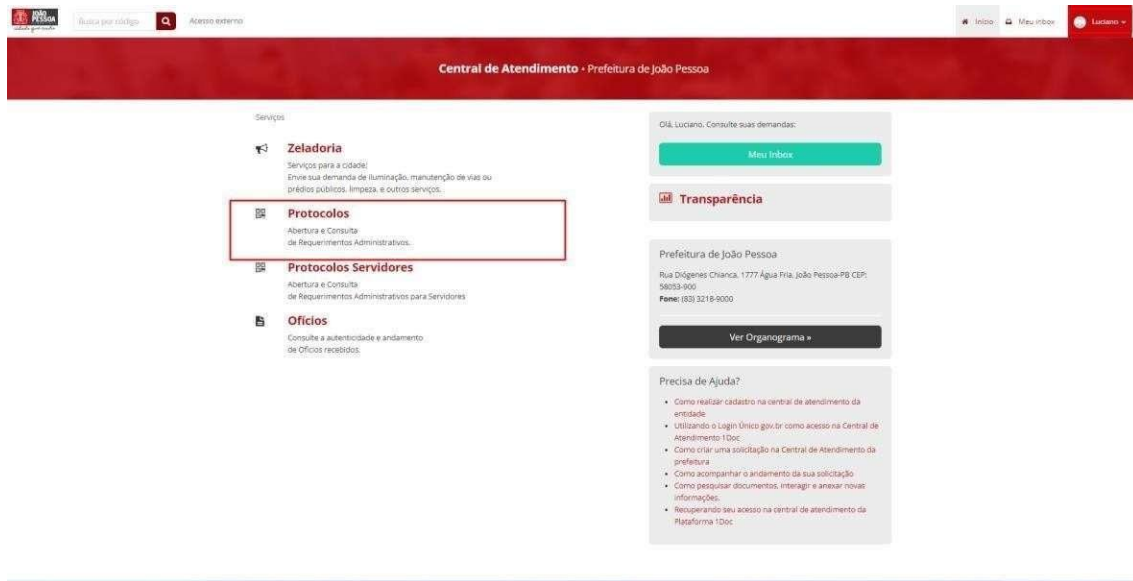 JOÃO
PESSOA
Busca por código
Acesso externo
Início
Meu inbox
Luciano
Central de Atendimento • Prefeitura de João Pessoa
Serviços
Zeladoria
Serviços para a cidade:
Envie sua demanda de iluminação, manutenção de vias ou
prédios públicos, limpeza, e outros serviços.
Protocolos
Abertura e Consulta
de Requerimentos Administrativos.
Protocolos Servidores
Abertura e Consulta
de Requerimentos Administrativos para Servidores
Ofícios
Consulte a autenticidade e andamento
de Ofícios recebidos.
Olá, Luciano. Consulte suas demandas:
Meu Inbox
Transparência
Prefeitura de João Pessoa
Rua Diógenes Chianca, 1777 Água Fria, João Pessoa-PB CEP:
58053-900
Fone: (83) 3218-9000
Ver Organograma »
Precisa de Ajuda?
• Como realizar cadastro na central de atendimento da
entidade
• Utilizando o Login Único gov.br como acesso na Central de
Atendimento 1Doc
• Como criar uma solicitação na Central de Atendimento da
prefeitura
• Como acompanhar o andamento da sua solicitação
• Como pesquisar documentos, interagir e anexar novas
informações.
• Recuperando seu acesso na central de atendimento da
Plataforma 1Doc